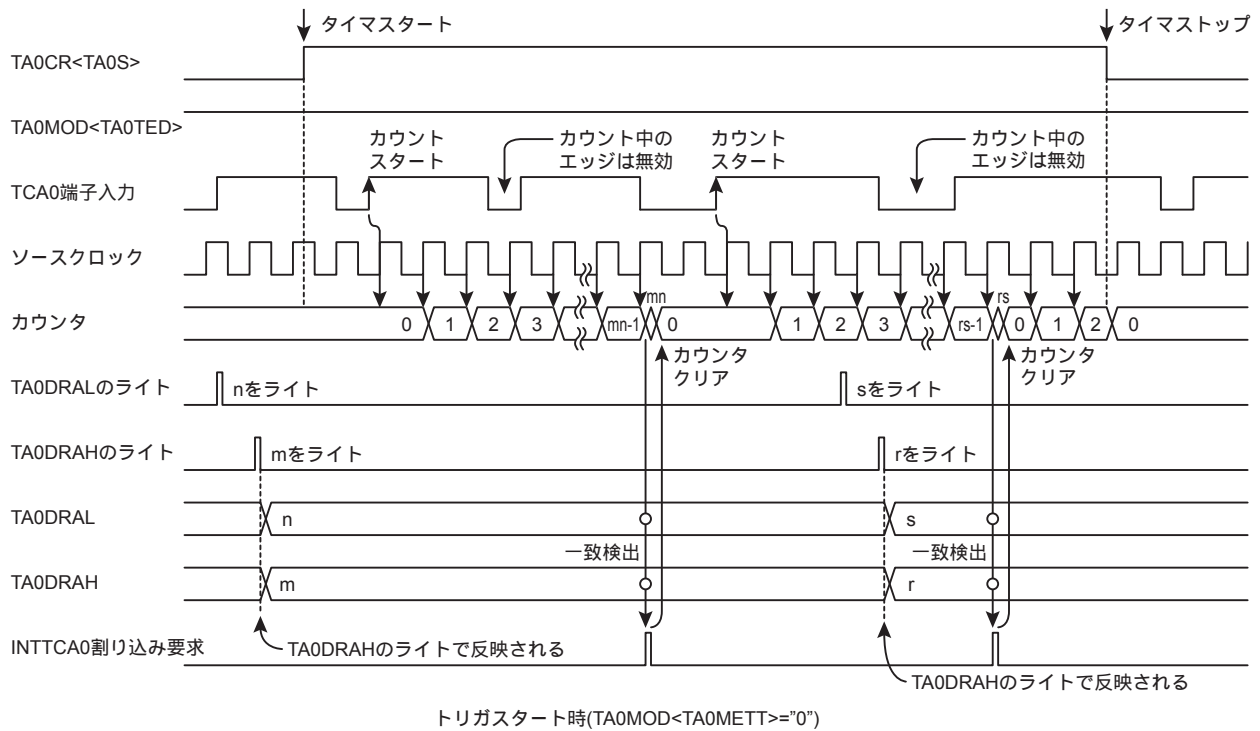 タイマスタート
タイマストップ
TA0CR<TA0S>
TA0MOD<TA0TED>
カウント
スタート
カウント中の
エッジは無効
カウント
スタート
カウント中の
エッジは無効
TCA0端子入力
ソースクロック
カウンタ
0 1 2 3 mn-1 mn 0 1 2 3 rs-1 rs 0 1 2 0
カウンタ
クリア
カウンタ
クリア
TA0DRALのライト
nをライト
sをライト
TA0DRAHのライト
mをライト
rをライト
TA0DRAL
n
s
一致検出
一致検出
TA0DRAH
m
r
INTTCA0割り込み要求
TA0DRAHのライトで反映される
TA0DRAHのライトで反映される
トリガスタート時(TA0MOD<TA0METT>=”0”)